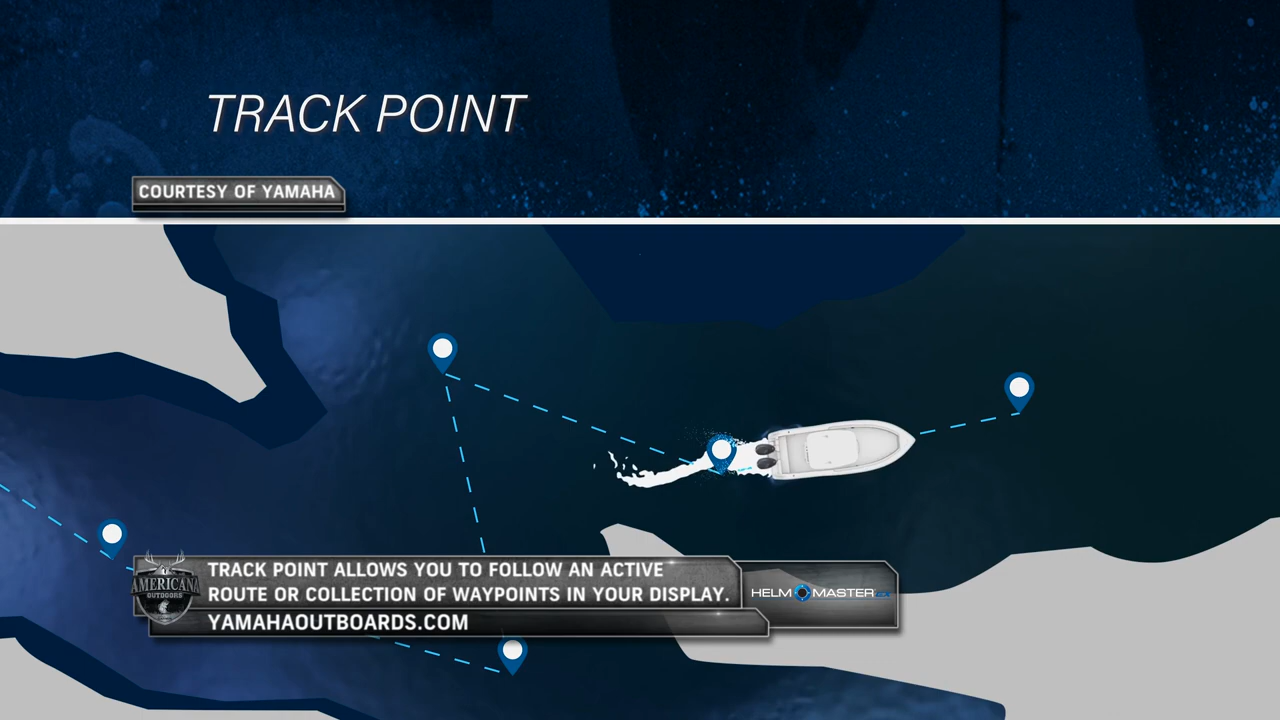 TRACK POINT
COURTESY OF YAMAHA
TRACK POINT ALLOWS YOU TO FOLLOW AN ACTIVE
ROUTE OR COLLECTION OF WAYPOINTS IN YOUR DISPLAY.
AMERICANA
OUTDOORS
HELM MASTER
YAMAHAOUTBOARDS.COM